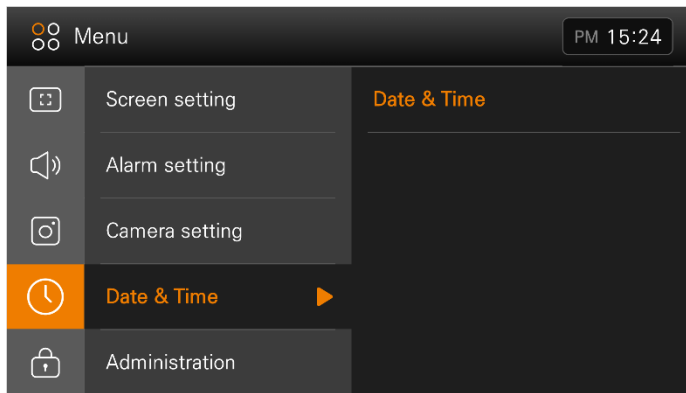 Menu
PM 15:24
Screen setting
Date & Time
Alarm setting
Camera setting
Date & Time
Administration